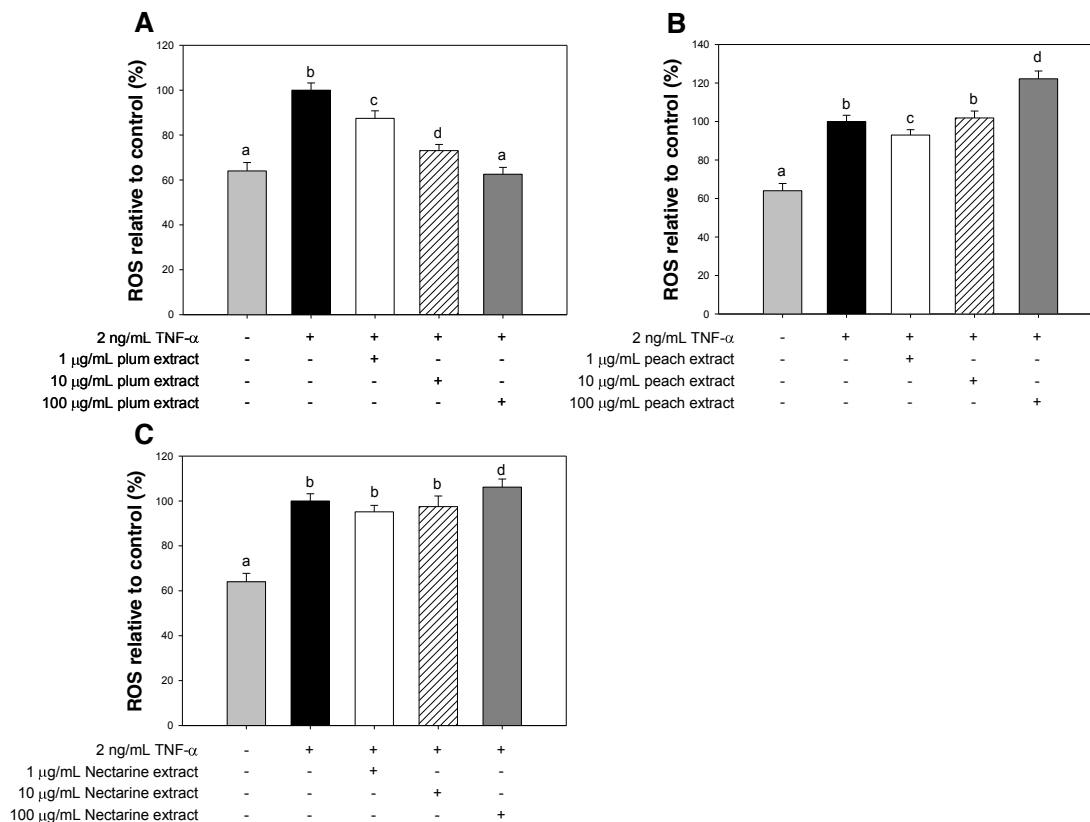 A
ROS relative to control (%)
120
100
80
60
40
20
0
a
b
c
d
a
2 ng/mL TNF-α - + + + +
1 μg/mL plum extract - - + - -
10 μg/mL plum extract - - - + -
100 μg/mL plum extract - - - - +
B
ROS relative to control (%)
140
120
100
80
60
40
20
0
a
b
c
b
d
2 ng/mL TNF-α - + + + +
1 μg/mL peach extract - - + - -
10 μg/mL peach extract - - - + -
100 μg/mL peach extract - - - - +
C
ROS relative to control (%)
120
100
80
60
40
20
0
a
b
b
b
d
2 ng/mL TNF-α - + + + +
1 μg/mL Nectarine extract - - + - -
10 μg/mL Nectarine extract - - - + -
100 μg/mL Nectarine extract - - - - +